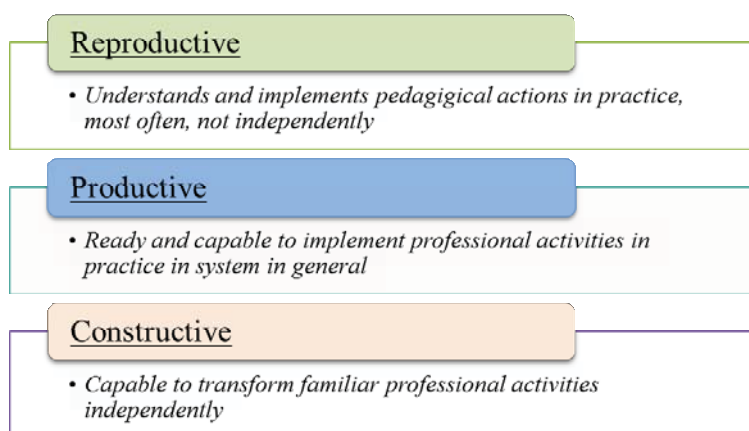 Reproductive
• Understands and implements pedagigical actions in practice,
most often, not independently
Productive
• Ready and capable to implement professional activities in
practice in system in general
Constructive
• Capable to transform familiar professional activities
independently